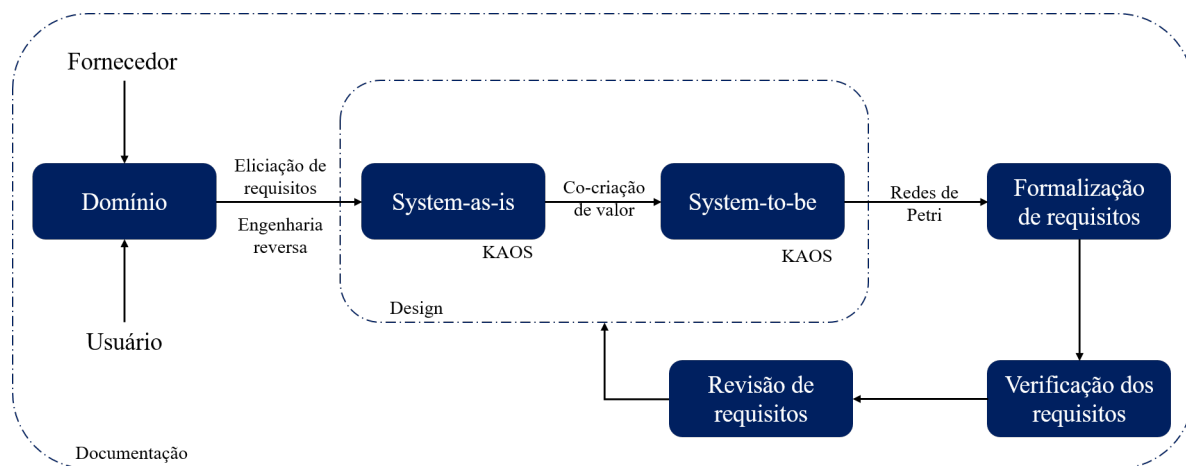 Fornecedor
Domínio
Usuário
Eliciação de
requisitos
Engenharia
reversa
System-as-is
KAOS
Co-criação
de valor
System-to-be
KAOS
Design
Redes de
Petri
Formalização
de requisitos
Verificação dos
requisitos
Revisão de
requisitos
Documentação